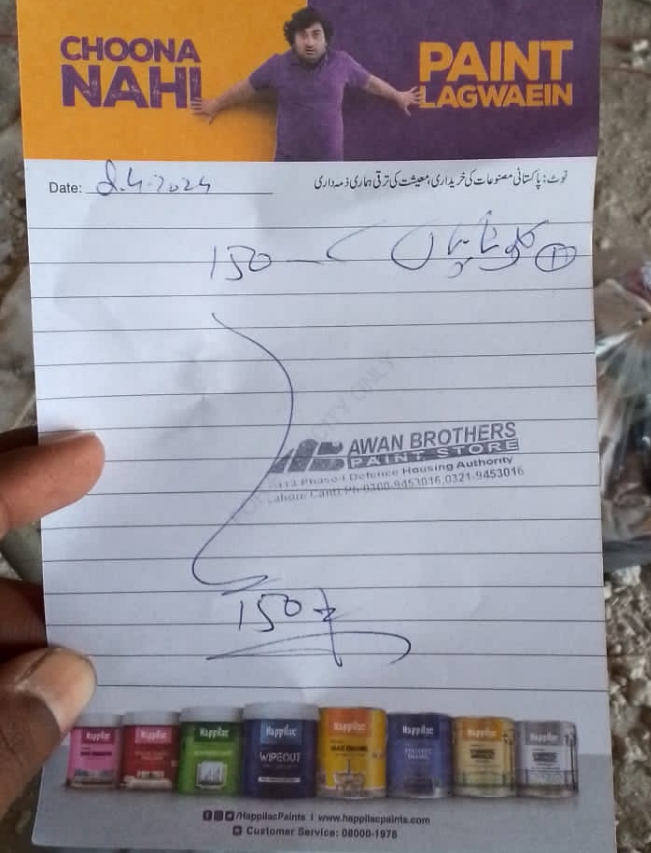 CHOONA
NAHI
PAINT
LAGWAEIN
Date: 2.4.2024
نوٹ: پاکستانی مصنوعات کی خریداری، معیشت کی ترقی ہماری ذمہ داری
① 150
AB AWAN BROTHERS
PAINT STORE
113 Phase-I Defence Housing Authority
Lahore Cantt. Ph: 0300-9453016, 0321-9453016
150
Happilac Happilac Happilac Happilac Happilac Happilac Happilac Happilac
WIPEOUT
/HappilacPaints | www.happilacpaints.com
Customer Service: 08000-1978